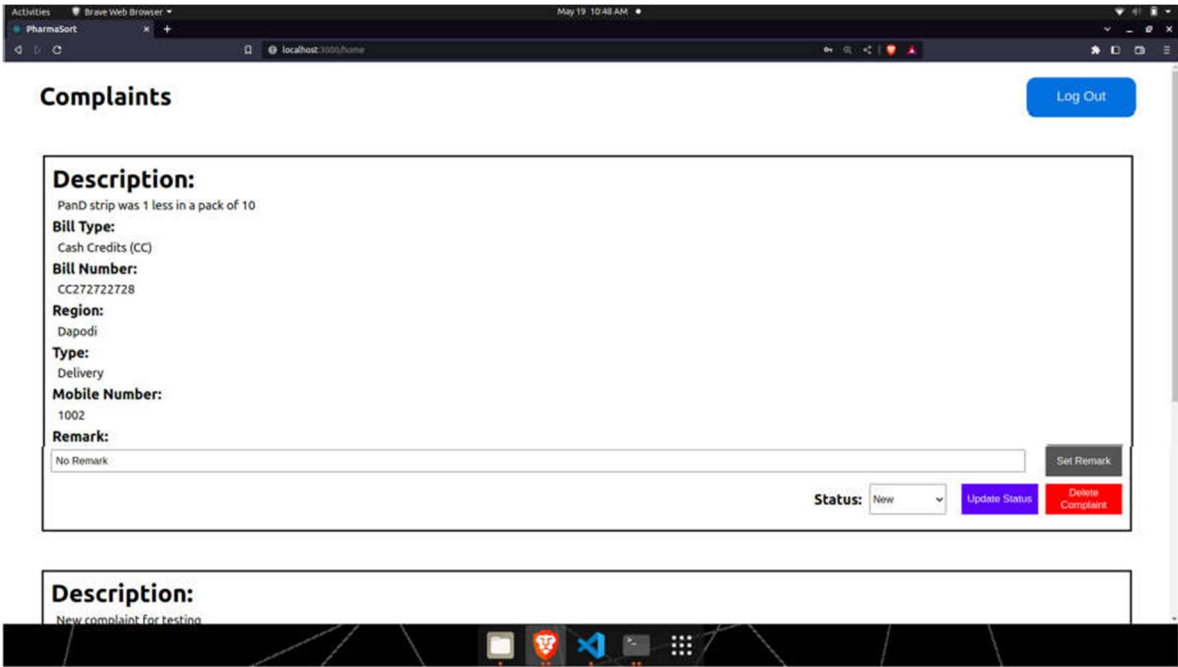 Activities Brave Web Browser May 19 10:48 AM
PharmaSort
localhost:3000/home
Complaints
Log Out
Description:
PanD strip was 1 less in a pack of 10
Bill Type:
Cash Credits (CC)
Bill Number:
CC272722728
Region:
Dapodi
Type:
Delivery
Mobile Number:
1002
Remark:
No Remark
Set Remark
Status: New Update Status Delete
Complaint
Description:
New complaint for testing